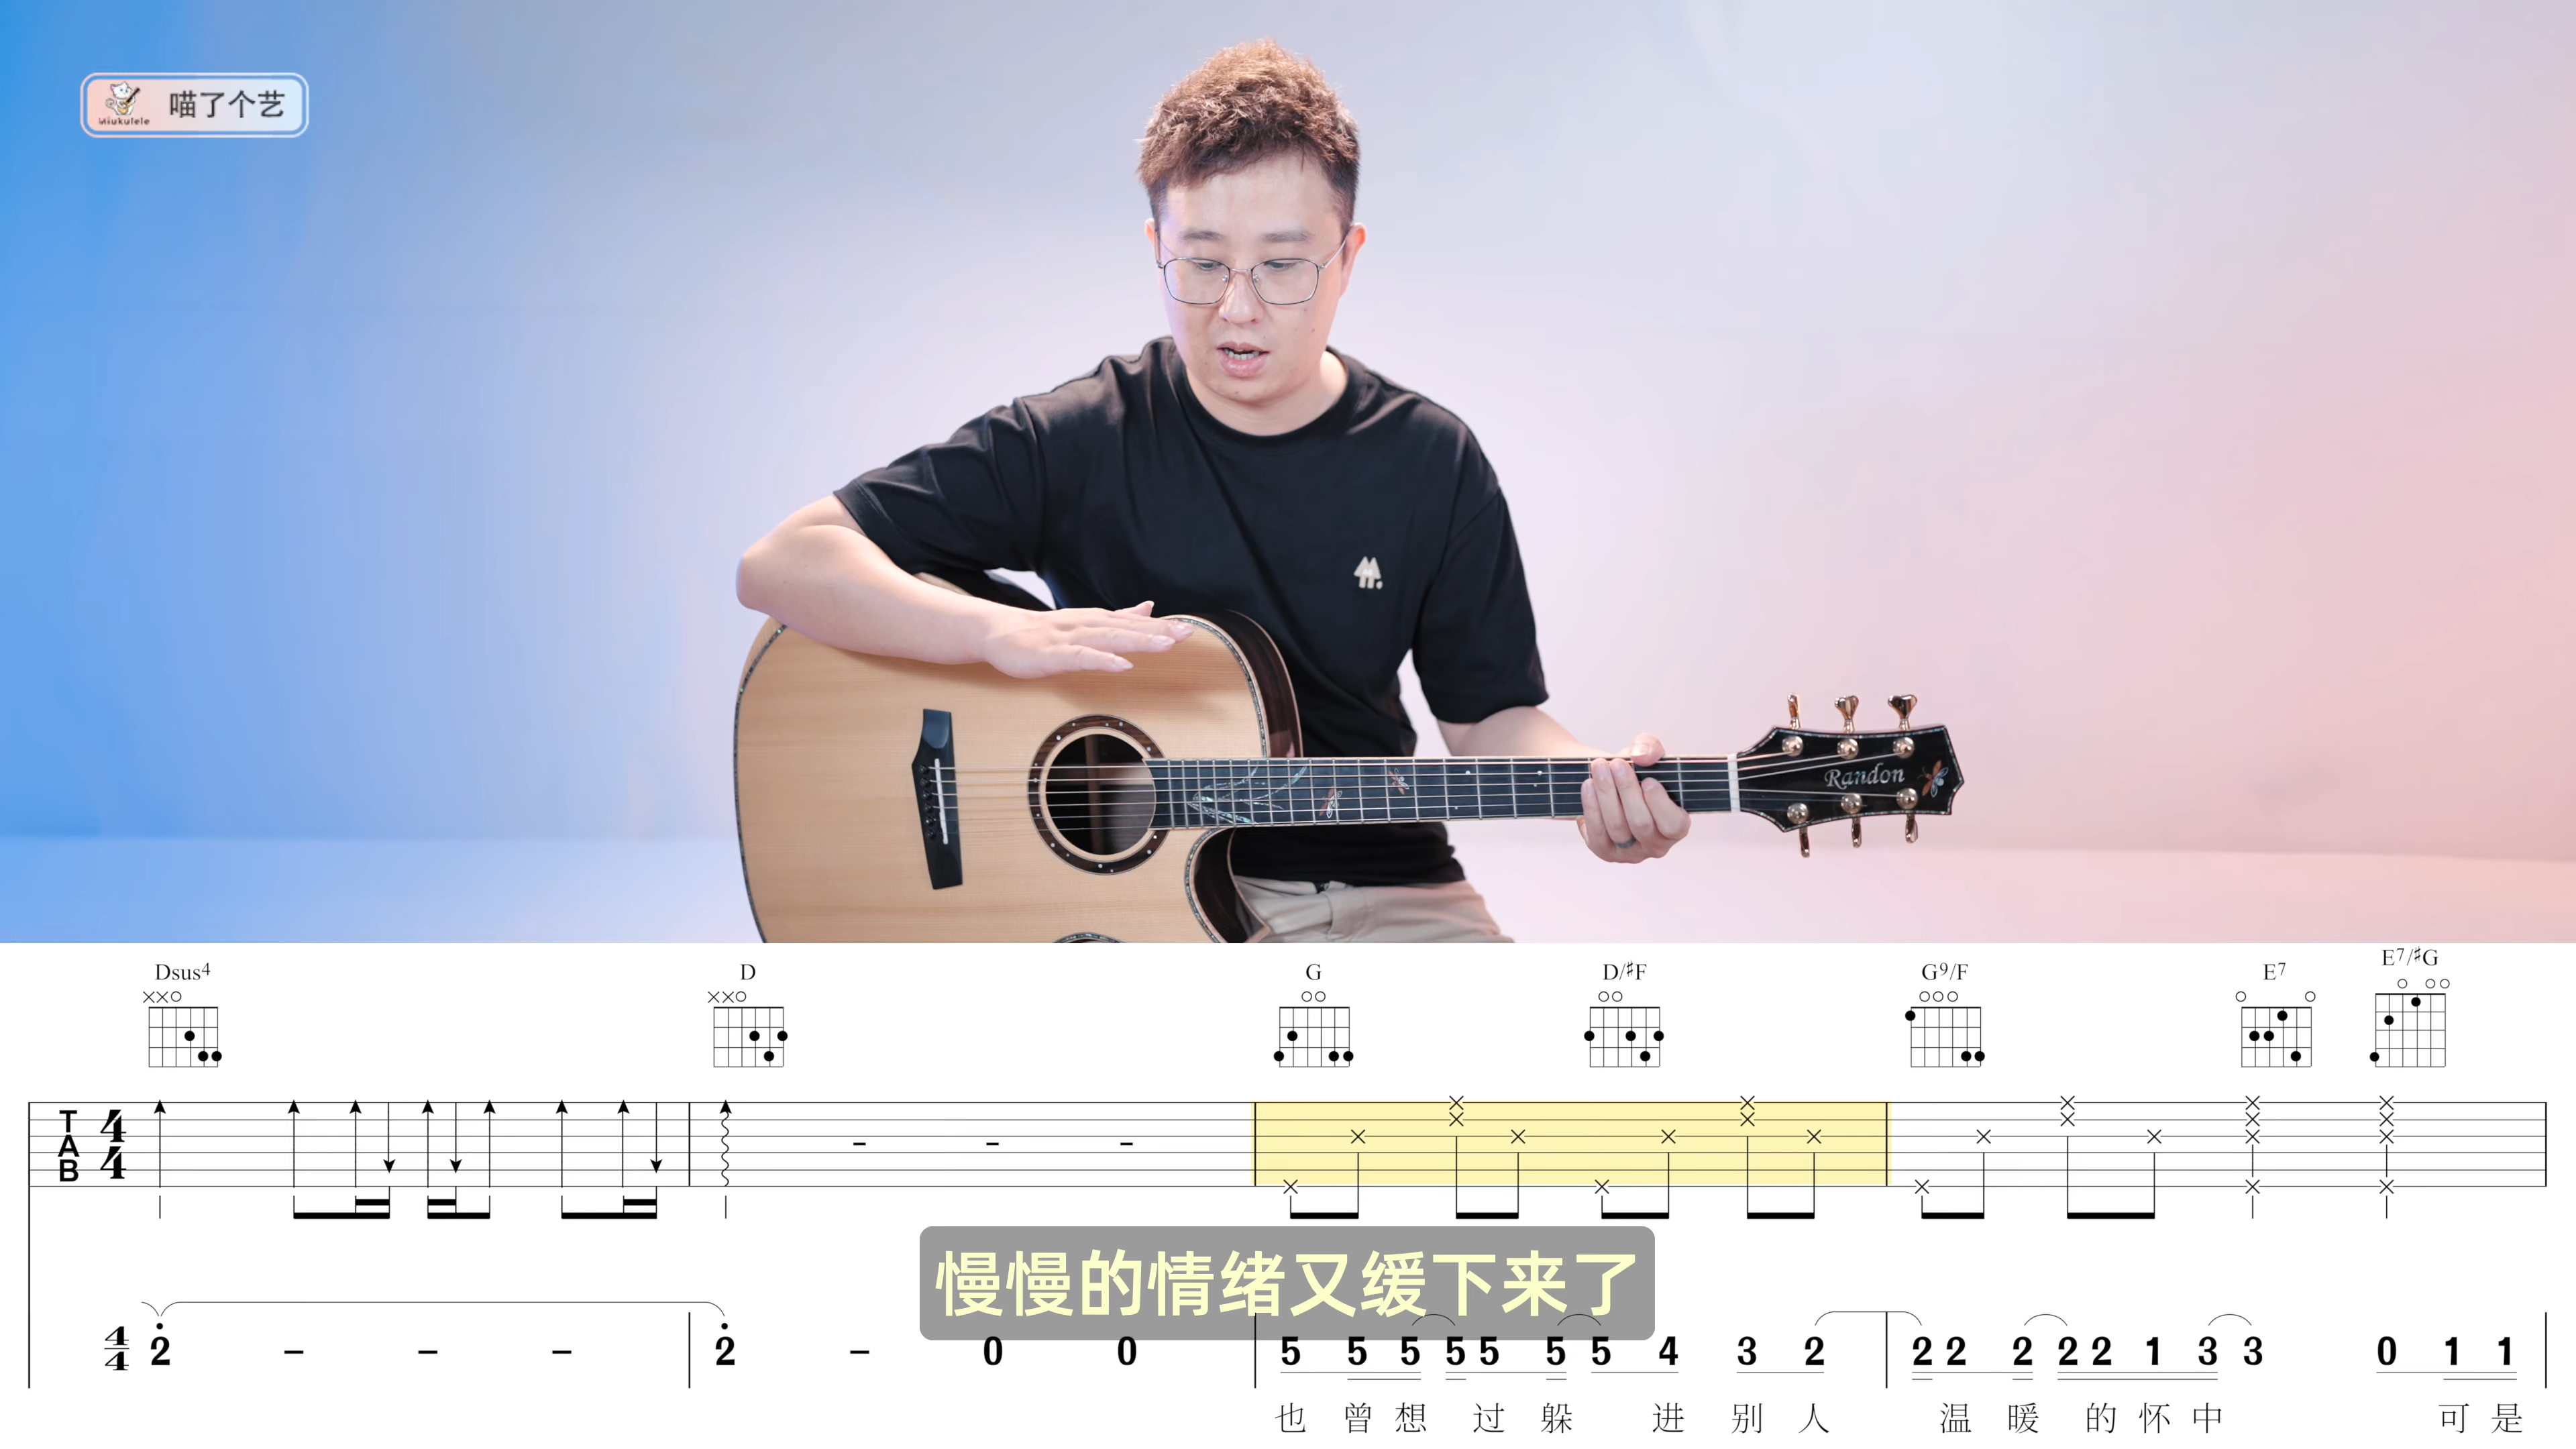 Miukulele 喵了个艺
Randon
Dsus4 D G D/#F G9/F E7 E7/#G
T A B 4/4
慢慢的情绪又缓下来了
4/4 2 - - - 2 - 0 0 5 5 5 5 5 5 5 4 3 2 2 2 2 2 2 1 3 3 0 1 1
也曾想过躲进别人温暖的怀中 可是